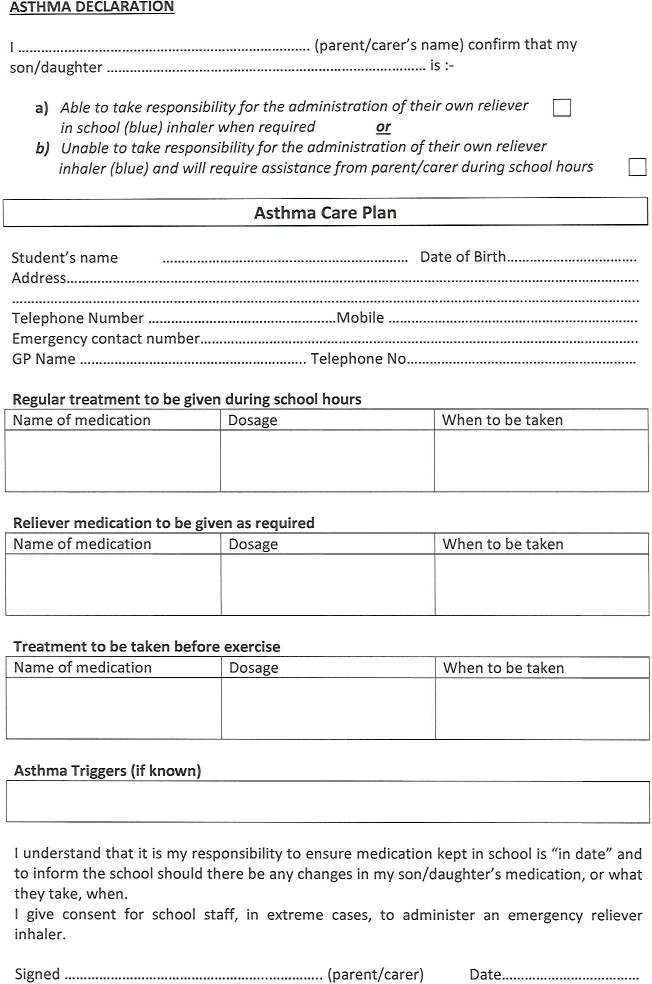 ASTHMA DECLARATION
I ................................................................ (parent/carer's name) confirm that my
son/daughter ...................................................................... is :-
a) Able to take responsibility for the administration of their own reliever
in school (blue) inhaler when required or
b) Unable to take responsibility for the administration of their own reliever
inhaler (blue) and will require assistance from parent/carer during school hours
Asthma Care Plan
Student's name ...................................................... Date of Birth............................
Address.............................................................................................................................
..........................................................................................................................................
Telephone Number .........................................Mobile .......................................................
Emergency contact number................................................................................................
GP Name .................................................. Telephone No..................................................
Regular treatment to be given during school hours
Name of medication Dosage When to be taken
Reliever medication to be given as required
Name of medication Dosage When to be taken
Treatment to be taken before exercise
Name of medication Dosage When to be taken
Asthma Triggers (if known)
I understand that it is my responsibility to ensure medication kept in school is “in date” and
to inform the school should there be any changes in my son/daughter's medication, or what
they take, when.
I give consent for school staff, in extreme cases, to administer an emergency reliever
inhaler.
Signed ......................................................... (parent/carer) Date..............................